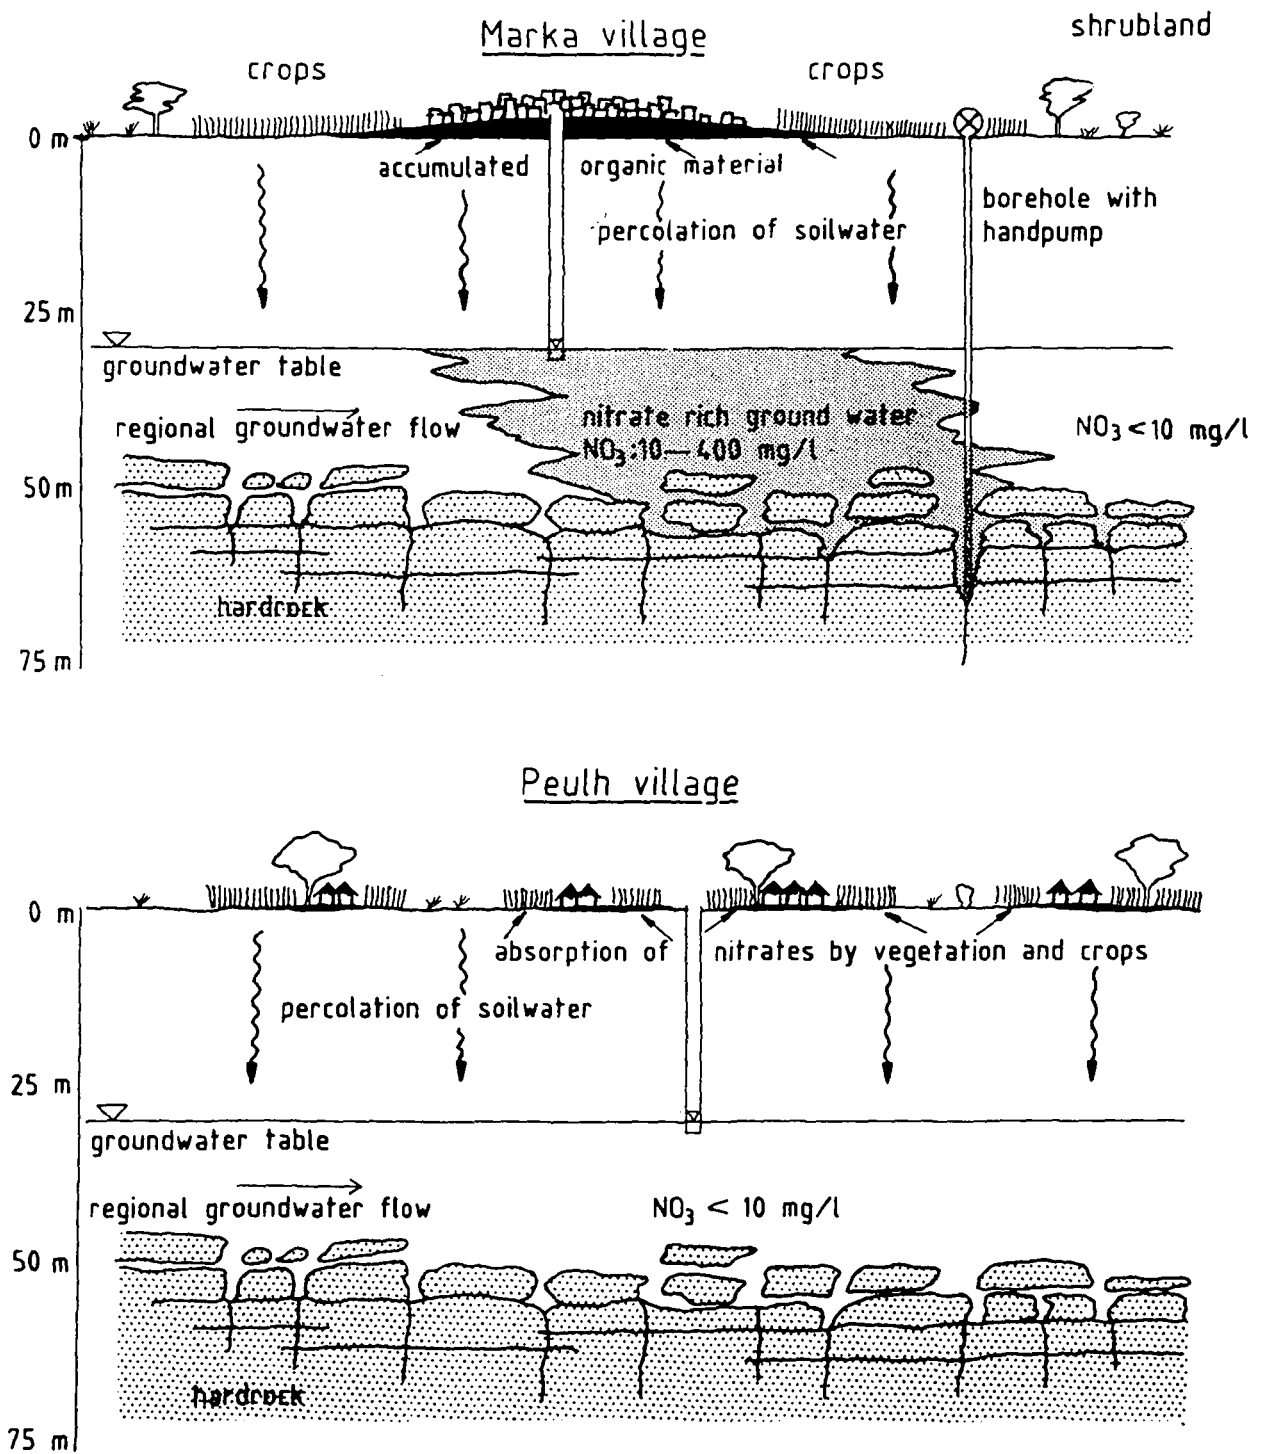 Marka village
shrubland
crops
crops
0 m
accumulated organic material
borehole with
handpump
percolation of soilwater
25 m
groundwater table
regional groundwater flow
nitrate rich ground water
NO₃:10—400 mg/l
NO₃<10 mg/l
50 m
hardrock
75 m
Peulh village
0 m
absorption of nitrates by vegetation and crops
percolation of soilwater
25 m
groundwater table
regional groundwater flow
NO₃ < 10 mg/l
50 m
hardrock
75 m